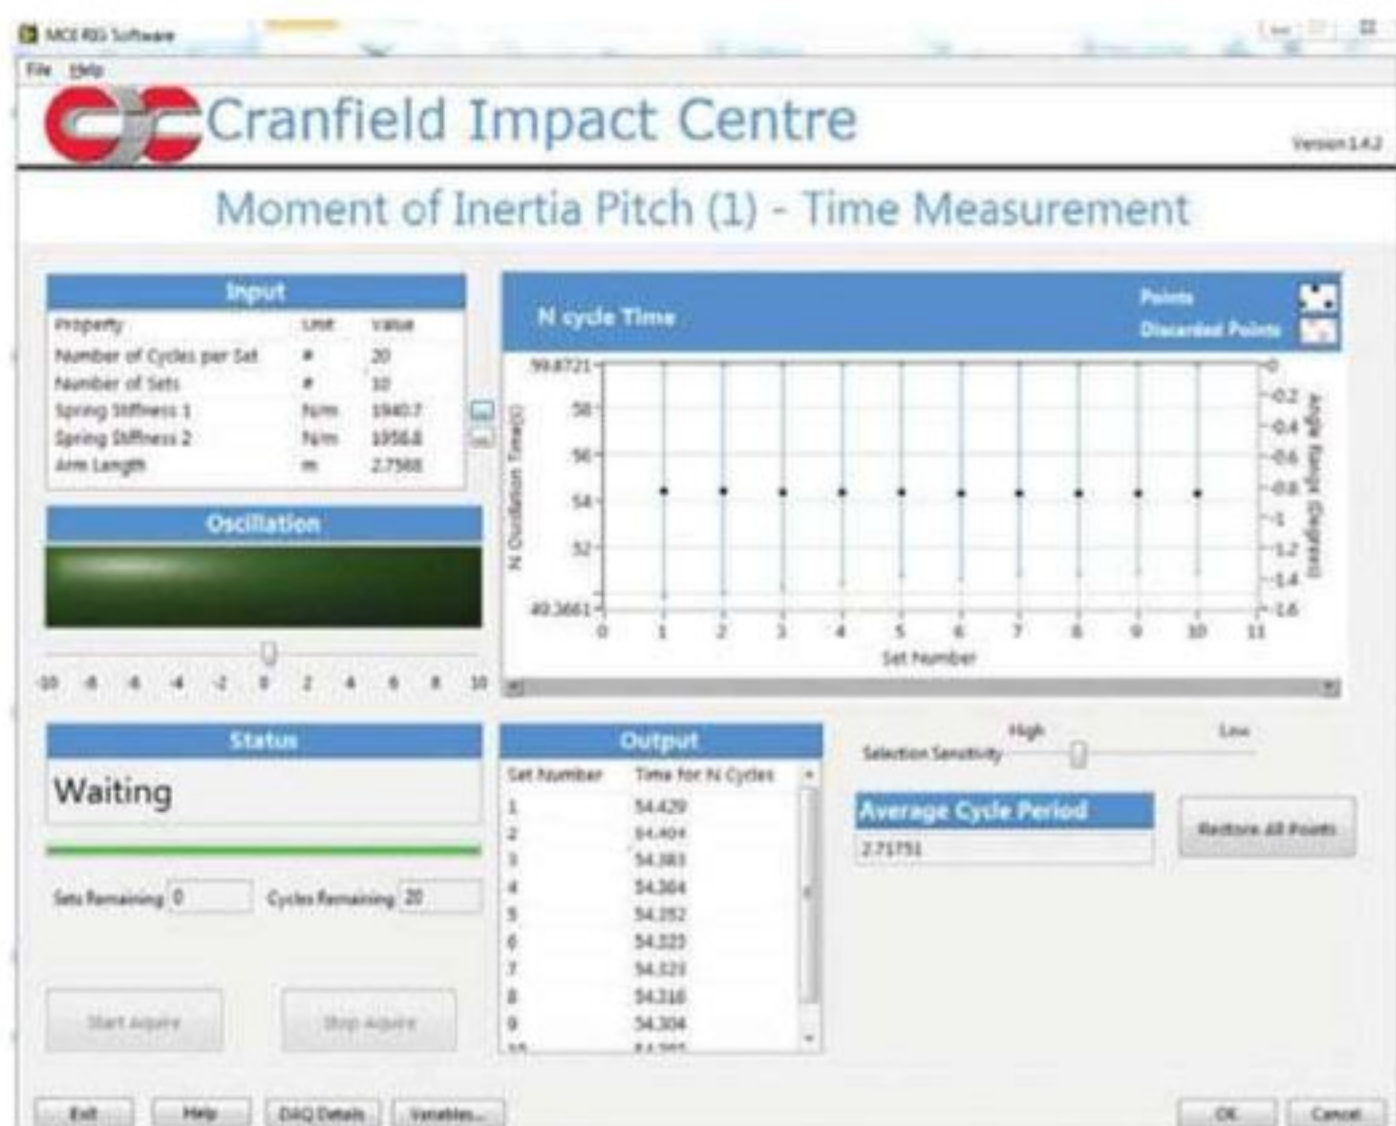 MCE RIG Software
File Help
Cranfield Impact Centre
Version 1.4.2
Moment of Inertia Pitch (1) - Time Measurement
Input
Property Unit Value
Number of Cycles per Set # 20
Number of Sets # 10
Spring Stiffness 1 N/m 1940.7
Spring Stiffness 2 N/m 1956.8
Arm Length m 2.7568
Oscillation
-10 -8 -6 -4 -2 0 2 4 6 8 10
N cycle Time
Points
Discarded Points
N Oscillation Time(s)
58
56
54
52
0
-0.2
-0.4
-0.6
-0.8
-1
-1.2
-1.4
-1.6
Angle Range (Degrees)
0 1 2 3 4 5 6 7 8 9 10 11
Set Number
Status
Waiting
Sets Remaining 0 Cycles Remaining 20
Start Aquire Stop Aquire
Output
Set Number Time for N Cycles
1 54.429
2 54.404
3 54.383
4 54.364
5 54.352
6 54.323
7 54.323
8 54.316
9 54.304
10
Selection Sensitivity High Low
Average Cycle Period
2.71751
Restore All Points
Exit Help DAQ Details Variables... OK Cancel